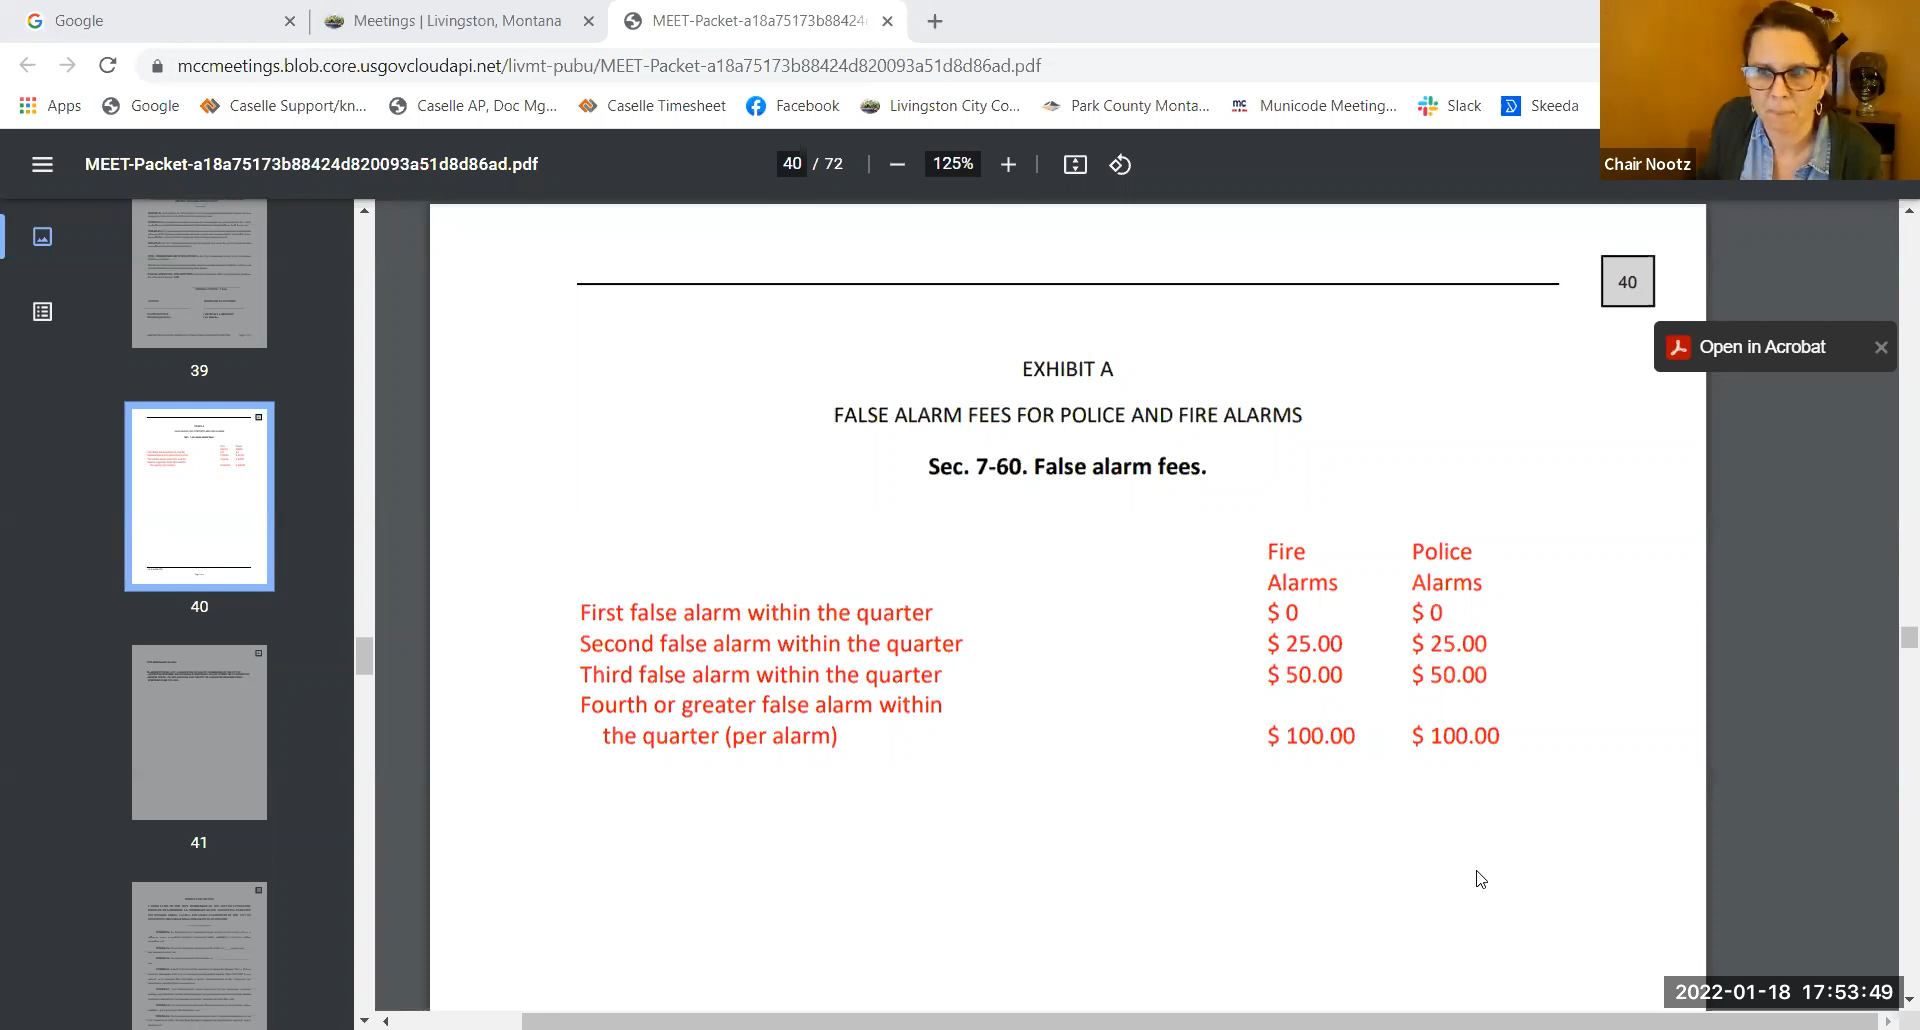 Google
Meetings | Livingston, Montana
MEET-Packet-a18a75173b88424
mccmeetings.blob.core.usgovcloudapi.net/livmt-pubu/MEET-Packet-a18a75173b88424d820093a51d8d86ad.pdf
Apps Google Caselle Support/kn... Caselle AP, Doc Mg... Caselle Timesheet Facebook Livingston City Co... Park County Monta... mc Municode Meeting... Slack Skeeda
MEET-Packet-a18a75173b88424d820093a51d8d86ad.pdf 40 / 72 125%
Chair Nootz
39
40
41
40
Open in Acrobat
EXHIBIT A
FALSE ALARM FEES FOR POLICE AND FIRE ALARMS
Sec. 7-60. False alarm fees.
Fire Police
Alarms Alarms
First false alarm within the quarter $ 0 $ 0
Second false alarm within the quarter $ 25.00 $ 25.00
Third false alarm within the quarter $ 50.00 $ 50.00
Fourth or greater false alarm within
the quarter (per alarm) $ 100.00 $ 100.00
2022-01-18 17:53:49